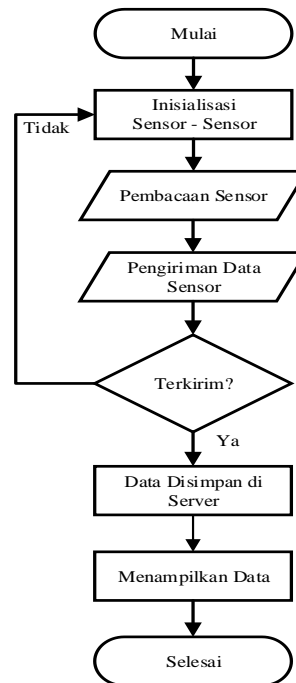 Mulai
Inisialisasi
Sensor - Sensor
Tidak
Pembacaan Sensor
Pengiriman Data
Sensor
Terkirim?
Ya
Data Disimpan di
Server
Menampilkan Data
Selesai